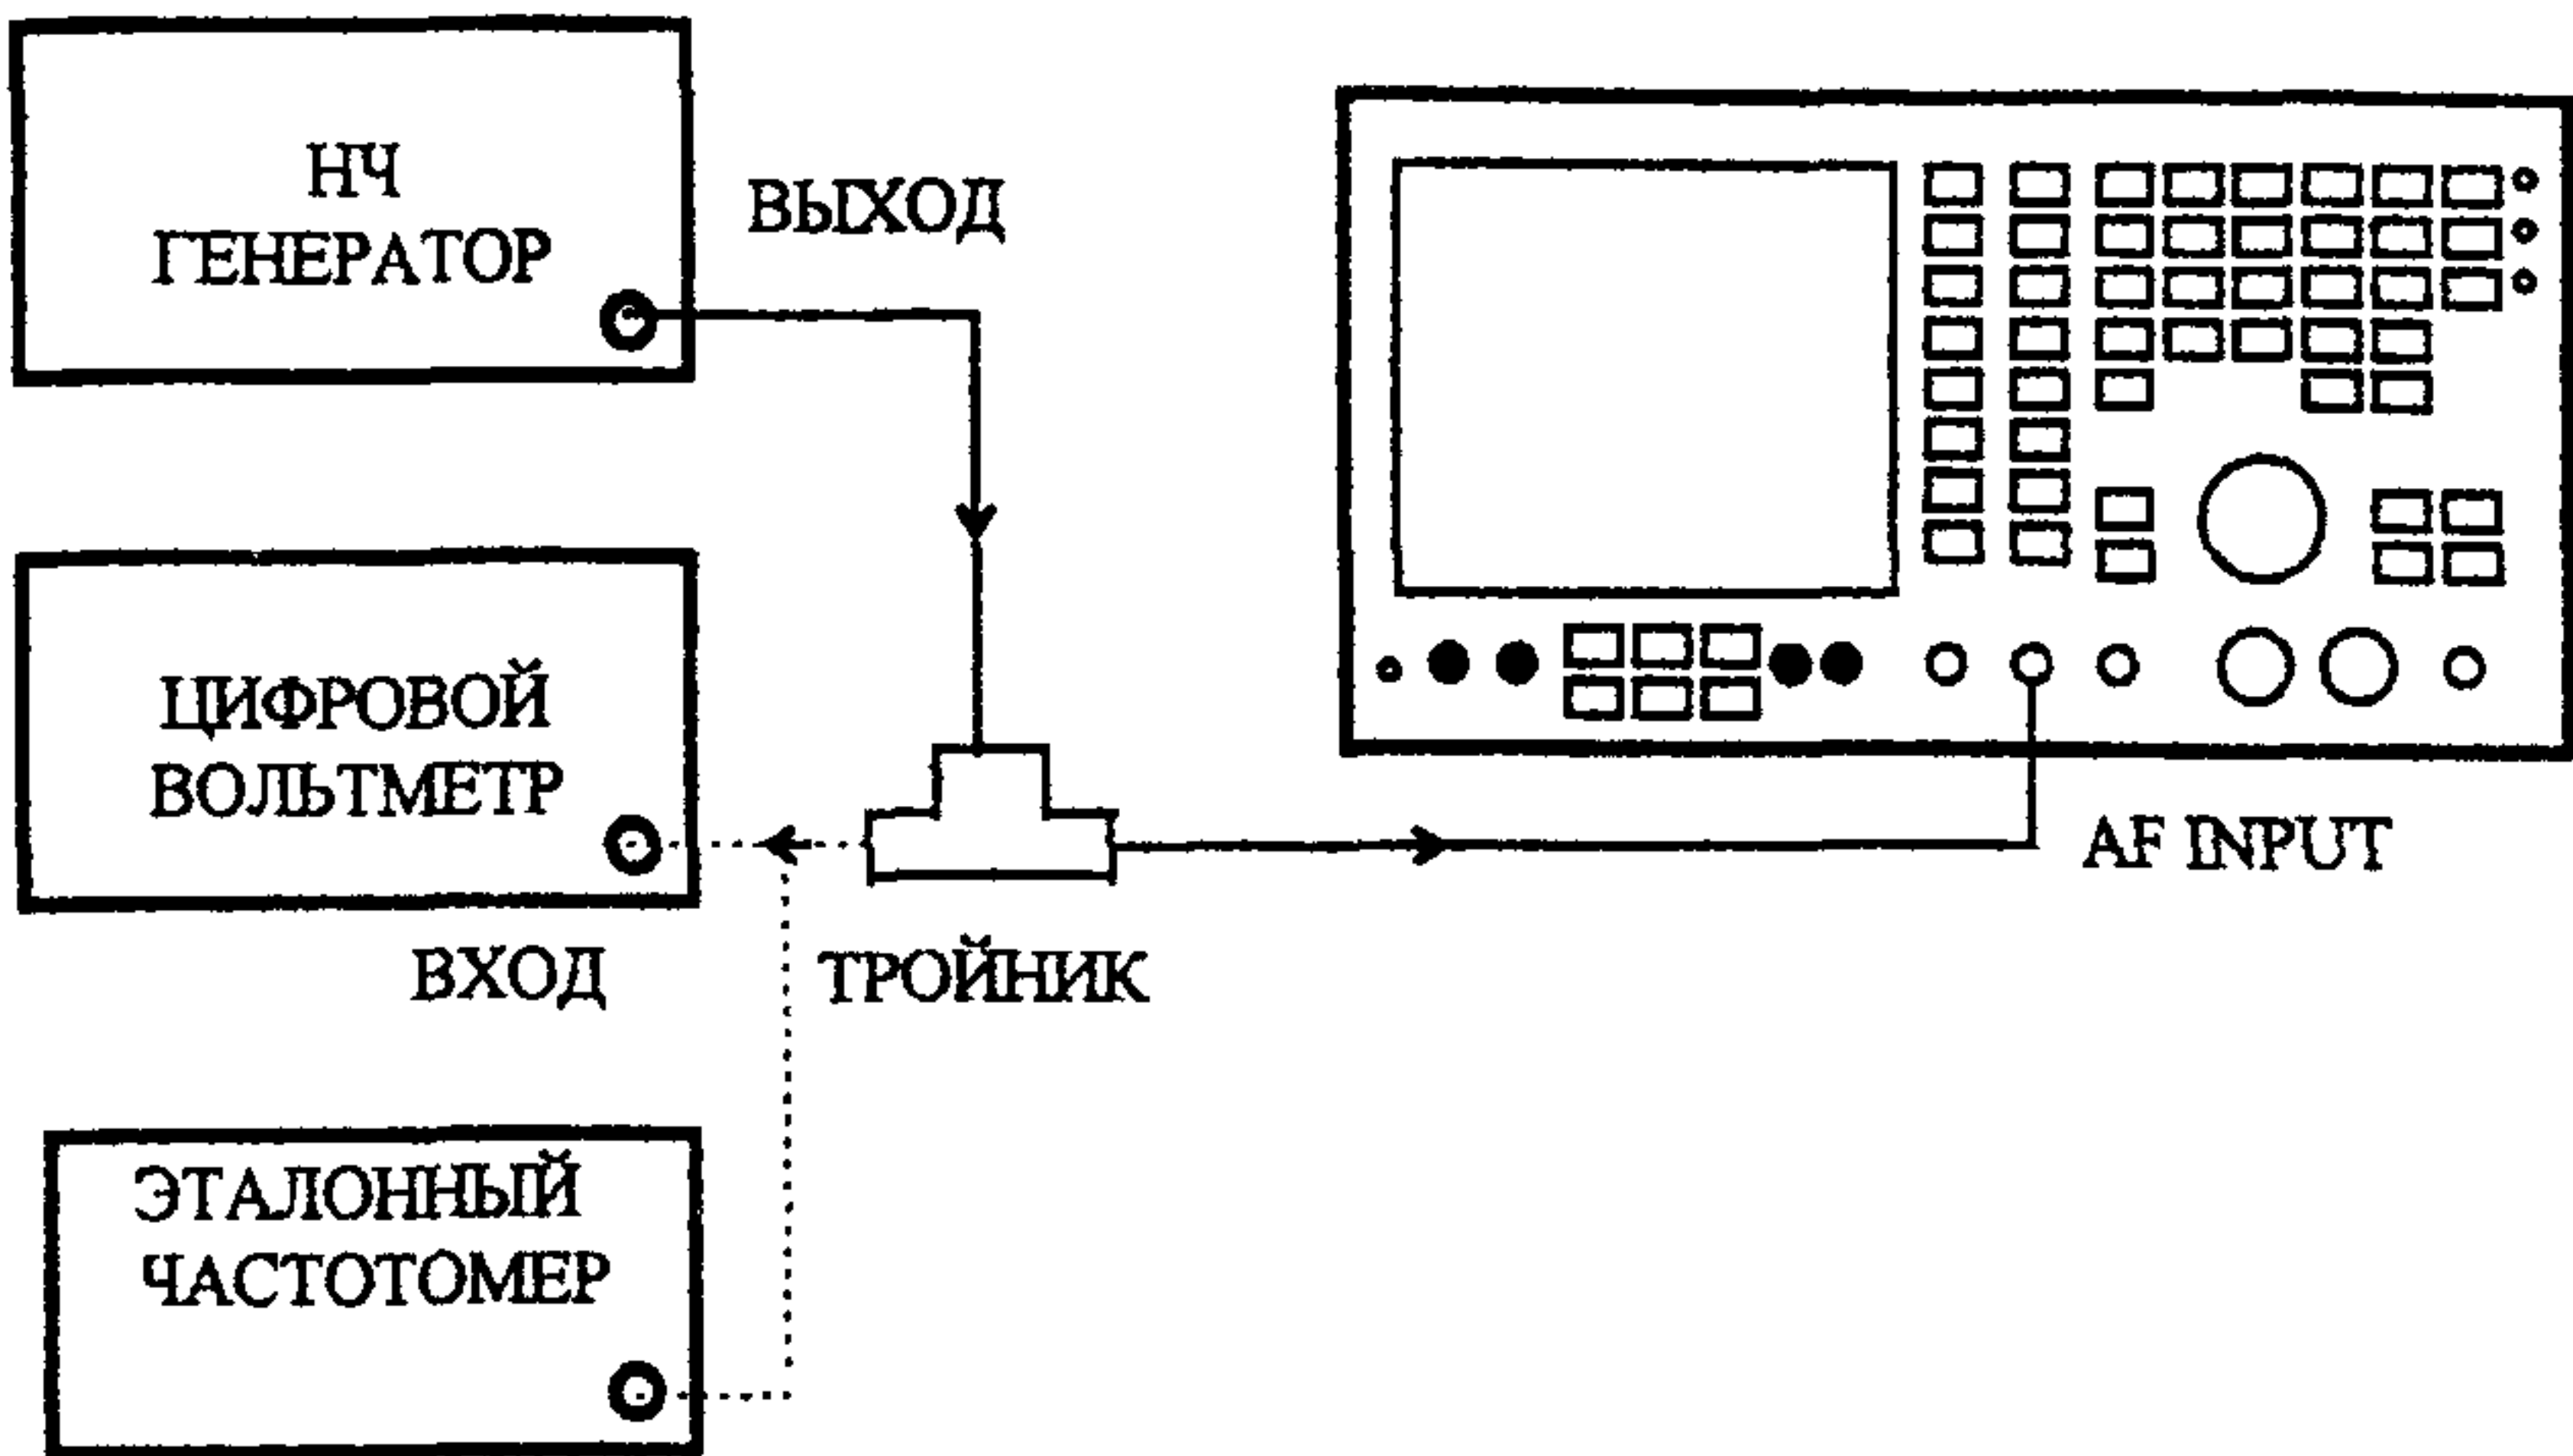 НЧ
ГЕНЕРАТОР
ВЫХОД
ЦИФРОВОЙ
ВОЛЬТМЕТР
ВХОД
ТРОЙНИК
AF INPUT
ЭТАЛОННЫЙ
ЧАСТОТОМЕР